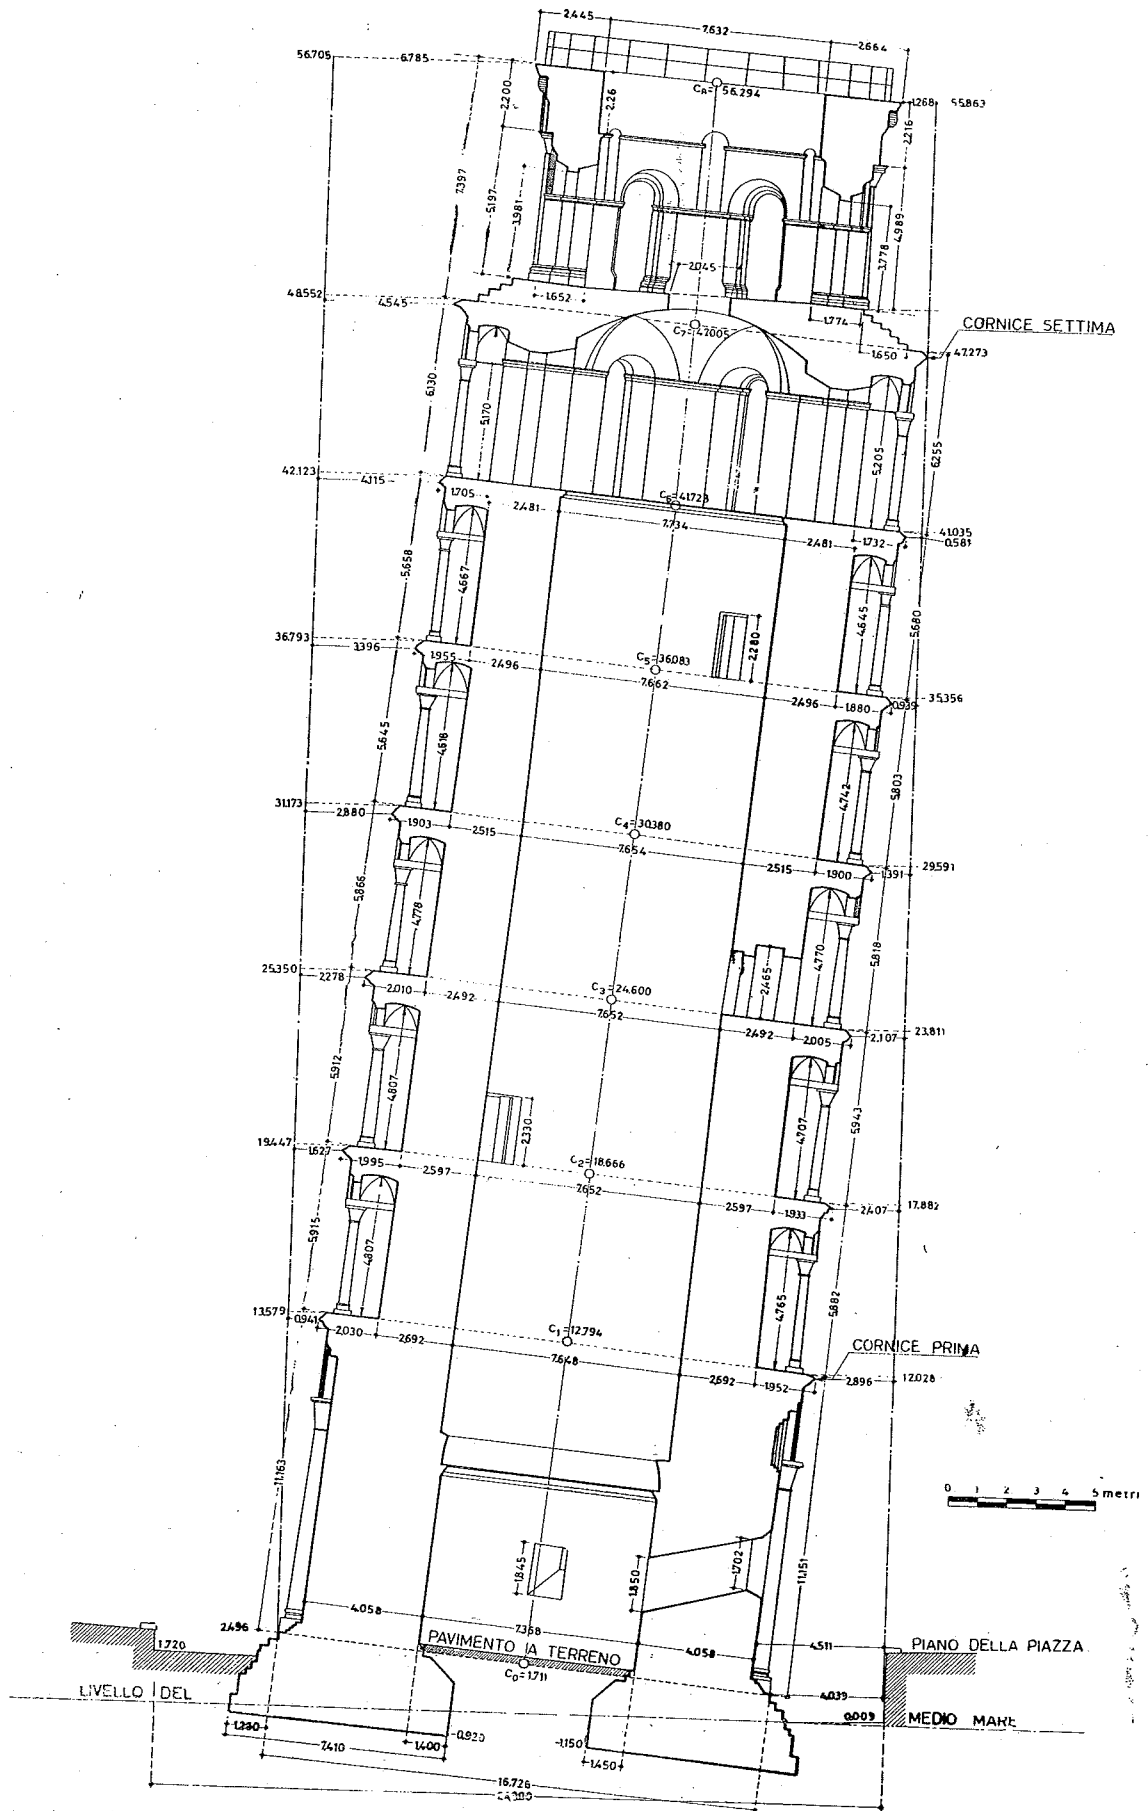 2.445 7.632 2.664
56.705 6.785
C₈= 56.294
1.268 55.863
2.200 2.26 2.216
7.397 5.197 3.981
4.989 3.778
2.045
48.552 4.545 1.652
C₇= 47.005
1.774
CORNICE SETTIMA
1.650 47.273
6.130 5.170 5.205 6.255
42.123 4.115 1.705 2.481
C₆= 41.723
7.734 2.481 1.732 41.035 0.581
5.658 4.667 4.645 5.680
2.280
36.793 3.396 1.955 2.496
C₅= 36.083
7.662 2.496 1.880 0.939 35.356
5.645 4.618 4.742 5.803
31.173 2.880 1.903 2.515
C₄= 30.380
7.654 2.515 1.900 1.391 29.591
5.866 4.778 4.770 5.818
2.465
25.350 2.278 2.010 2.492
C₃= 24.600
7.652 2.492 2.005 2.107 23.811
5.912 4.807 4.707 5.943
2.330
19.447 1.627 1.995 2.597
C₂= 18.666
7.652 2.597 1.933 2.407 17.882
5.915 4.807 4.765 5.882
13.579 0.941 2.030 2.692
C₁= 12.794
7.648 2.692 1.952 2.896 12.028
CORNICE PRIMA
11.163 11.151
0 1 2 3 4 5 metri
1.845 1.850 1.702
4.058 7.368 4.058 4.511
2.496
1.720
PAVIMENTO IA TERRENO
PIANO DELLA PIAZZA
C₀= 1.711
LIVELLO DEL
4.039
0.009 MEDIO MARE
1.230 -0.920
7.410 1.400
-1.150 1.450
16.726